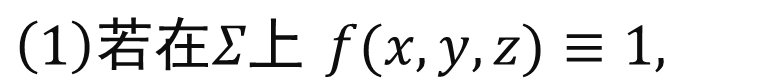 (1)若在Σ上 f(x, y, z) ≡ 1,